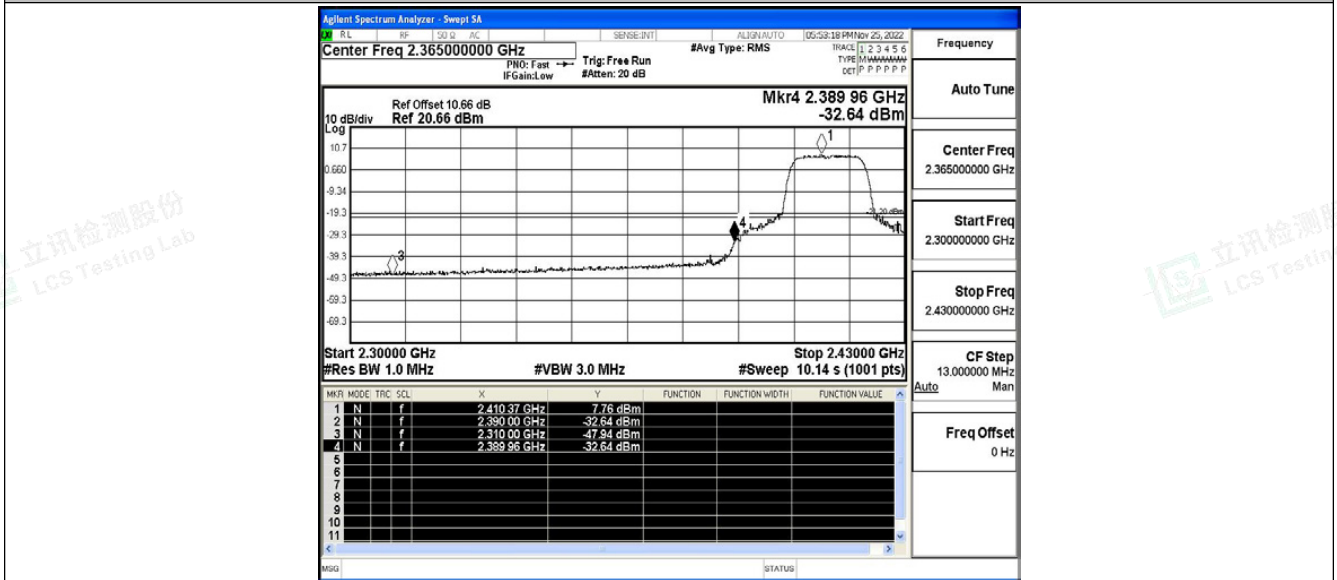 Agilent Spectrum Analyzer - Swept SA
RL RF 50 Ω AC SENSE:INT ALIGN AUTO 05:53:18 PM Nov 25, 2022
Center Freq 2.365000000 GHz #Avg Type: RMS TRACE 1 2 3 4 5 6
PNO: Fast Trig: Free Run TYPE M
IFGain:Low #Atten: 20 dB DET P P P P P P
Mkr4 2.389 96 GHz
Ref Offset 10.66 dB
10 dB/div Ref 20.66 dBm -32.64 dBm
Log
10.7
0.660
-9.34
-19.3
-29.3
-39.3
-49.3
-59.3
-69.3
1
4
3
Start 2.30000 GHz Stop 2.43000 GHz
#Res BW 1.0 MHz #VBW 3.0 MHz #Sweep 10.14 s (1001 pts)
MKR MODE TRC SCL X Y FUNCTION FUNCTION WIDTH FUNCTION VALUE
1 N f 2.410 37 GHz 7.76 dBm
2 N f 2.390 00 GHz -32.64 dBm
3 N f 2.310 00 GHz -47.94 dBm
4 N f 2.389 96 GHz -32.64 dBm
5
6
7
8
9
10
11
MSG STATUS
Frequency
Auto Tune
Center Freq
2.365000000 GHz
Start Freq
2.300000000 GHz
Stop Freq
2.430000000 GHz
CF Step
13.000000 MHz
Auto Man
Freq Offset
0 Hz
立讯检测股份
LCS Testing Lab
立讯检测股
LCS Testin